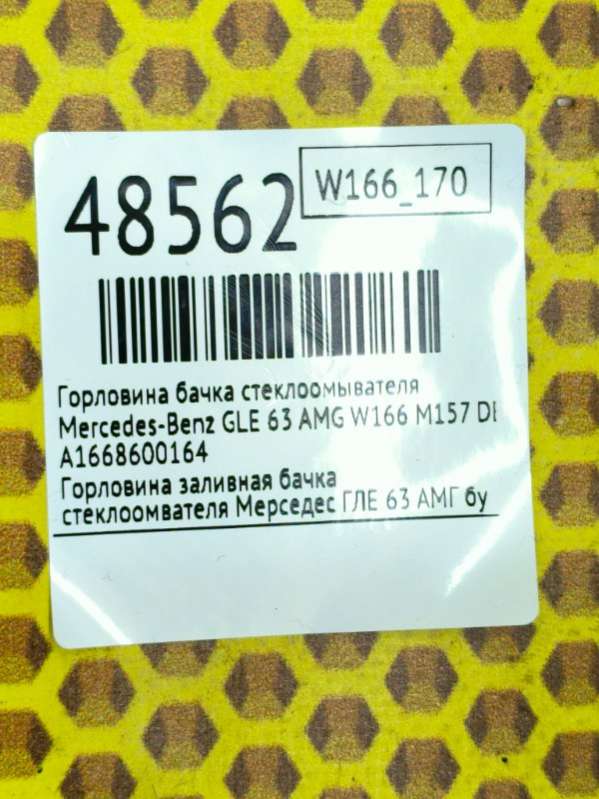 48562
W166_170
Горловина бачка стеклоомывателя
Mercedes-Benz GLE 63 AMG W166 M157 DE
A1668600164
Горловина заливная бачка
стеклоомвателя Мерседес ГЛЕ 63 АМГ бу